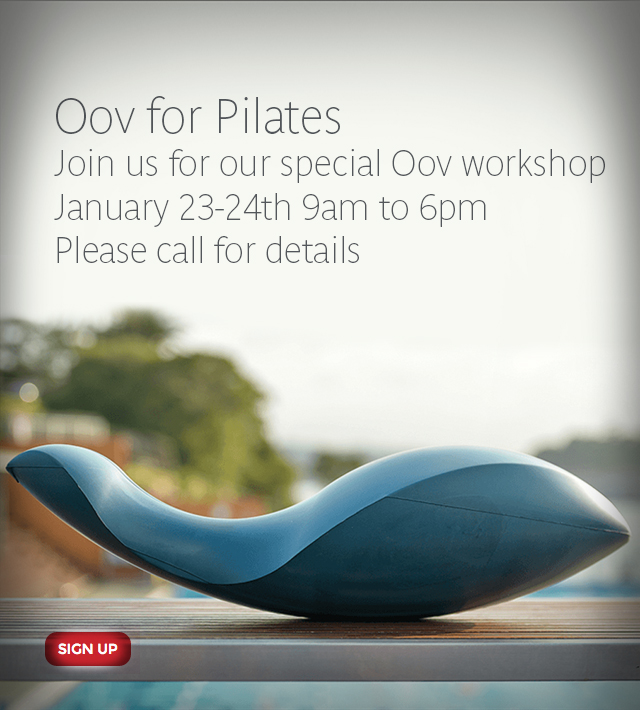 Oov for Pilates
Join us for our special Oov workshop
January 23-24th 9am to 6pm
Please call for details
SIGN UP